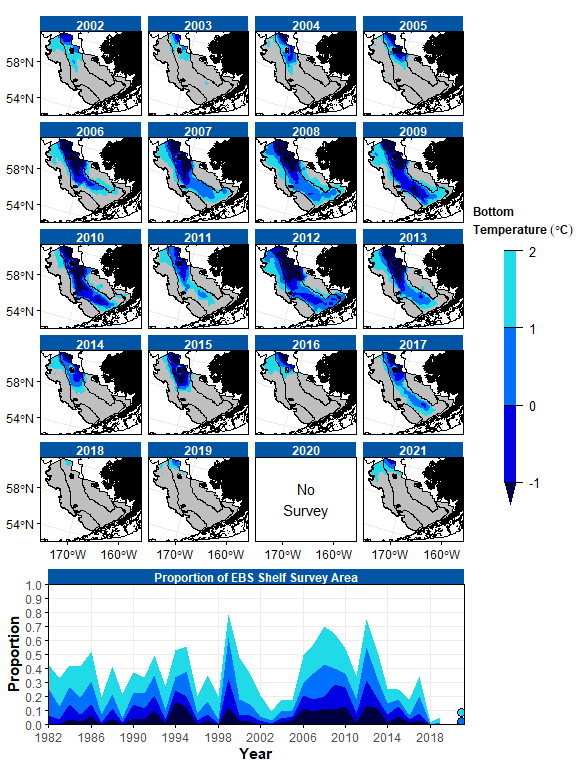 2002 2003 2004 2005
58°N
54°N
2006 2007 2008 2009
58°N
54°N
Bottom
Temperature (°C)
2010 2011 2012 2013
2
58°N
54°N
1
2014 2015 2016 2017
58°N
0
54°N
2018 2019 2020 2021
-1
58°N
No
Survey
54°N
170°W 160°W 170°W 160°W 170°W 160°W 170°W 160°W
Proportion of EBS Shelf Survey Area
1.0
0.9
0.8
0.7
0.6
0.5
0.4
0.3
0.2
0.1
0.0
Proportion
1982 1986 1990 1994 1998 2002 2006 2010 2014 2018
Year